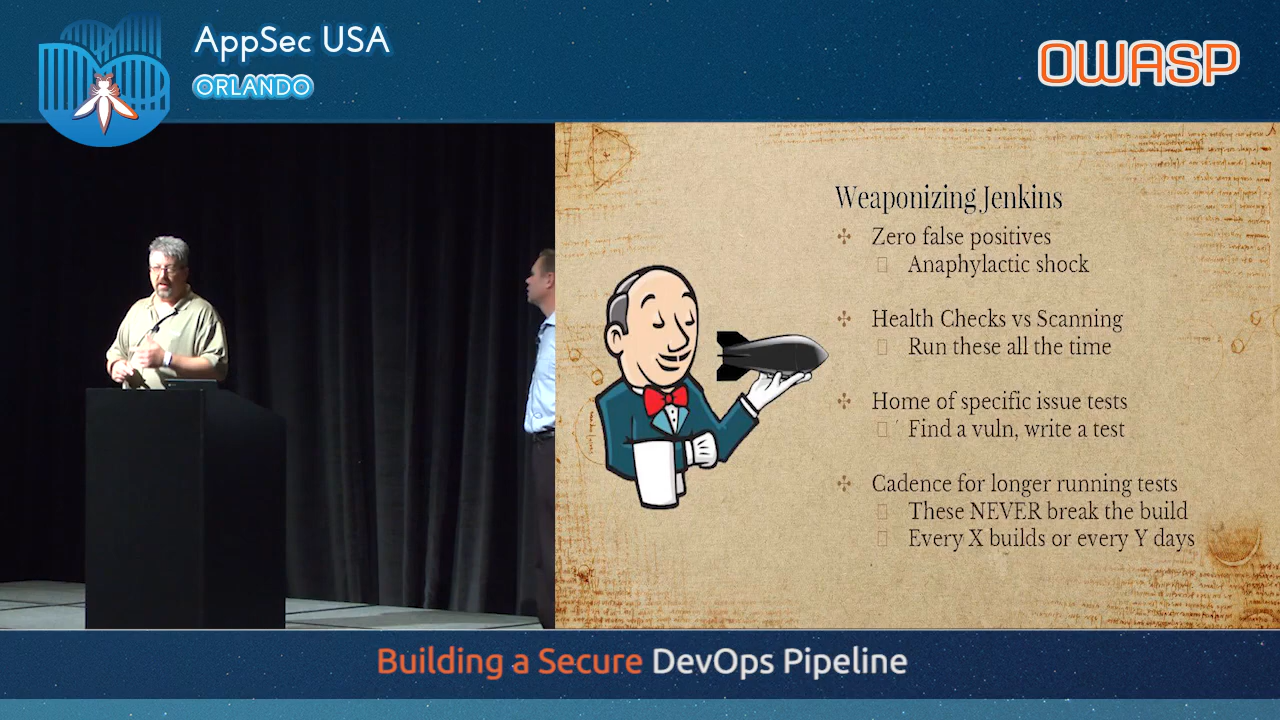 AppSec USA
ORLANDO
OWASP
Weaponizing Jenkins
Zero false positives
Anaphylactic shock
Health Checks vs Scanning
Run these all the time
Home of specific issue tests
Find a vuln, write a test
Cadence for longer running tests
These NEVER break the build
Every X builds or every Y days
Building a Secure DevOps Pipeline